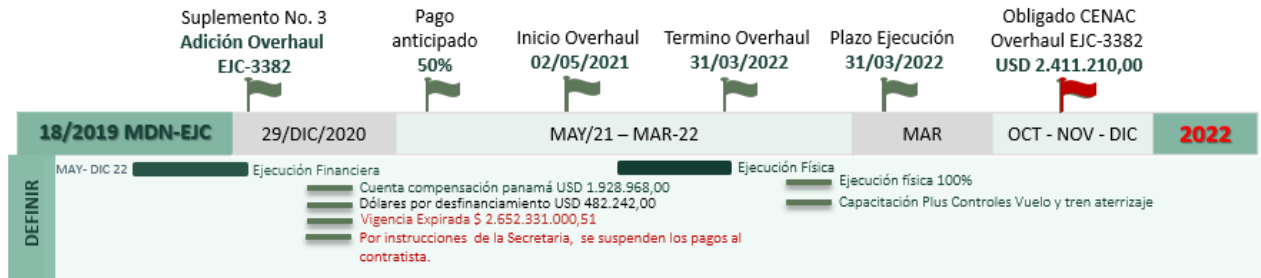 Suplemento No. 3
Adición Overhaul
EJC-3382
Pago
anticipado
50%
Inicio Overhaul
02/05/2021
Termino Overhaul
31/03/2022
Plazo Ejecución
31/03/2022
Obligado CENAC
Overhaul EJC-3382
USD 2.411.210,00
18/2019 MDN-EJC
29/DIC/2020
MAY/21 – MAR-22
MAR
OCT - NOV - DIC
2022
DEFINIR
MAY- DIC 22
Ejecución Financiera
Cuenta compensación panamá USD 1.928.968,00
Dólares por desfinanciamiento USD 482.242,00
Vigencia Expirada $ 2.652.331.000,51
Por instrucciones de la Secretaria, se suspenden los pagos al
contratista.
Ejecución Física
Ejecución física 100%
Capacitación Plus Controles Vuelo y tren aterrizaje